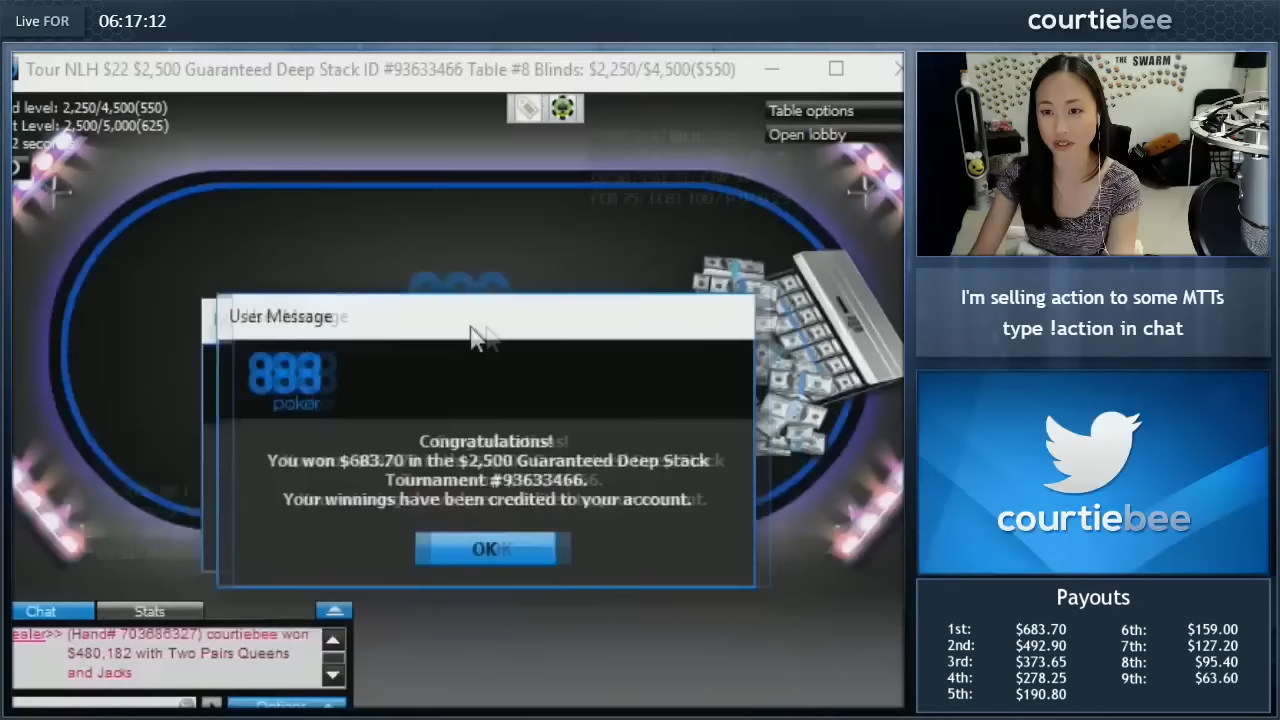 Live FOR
06:17:12
courtiebee
Tour NLH $22 $2,500 Guaranteed Deep Stack ID #93633466 Table #8 Blinds: $2,250/$4,500($550)
d level: 2,250/4,500(550)
t Level: 2,500/5,000(625)
2 secon
Table options
Open lobby
THE SWARM
User Message
888
poker
Congratulations!
You won $683.70 in the $2,500 Guaranteed Deep Stack
Tournament #93633466.
Your winnings have been credited to your account.
OK
Chat
Stats
ealer>> (Hand# 703686327) courtiebee won
$480,182 with Two Pairs Queens
and Jacks
Options
I'm selling action to some MTTs
type !action in chat
courtiebee
Payouts
1st: $683.70 6th: $159.00
2nd: $492.90 7th: $127.20
3rd: $373.65 8th: $95.40
4th: $278.25 9th: $63.60
5th: $190.80